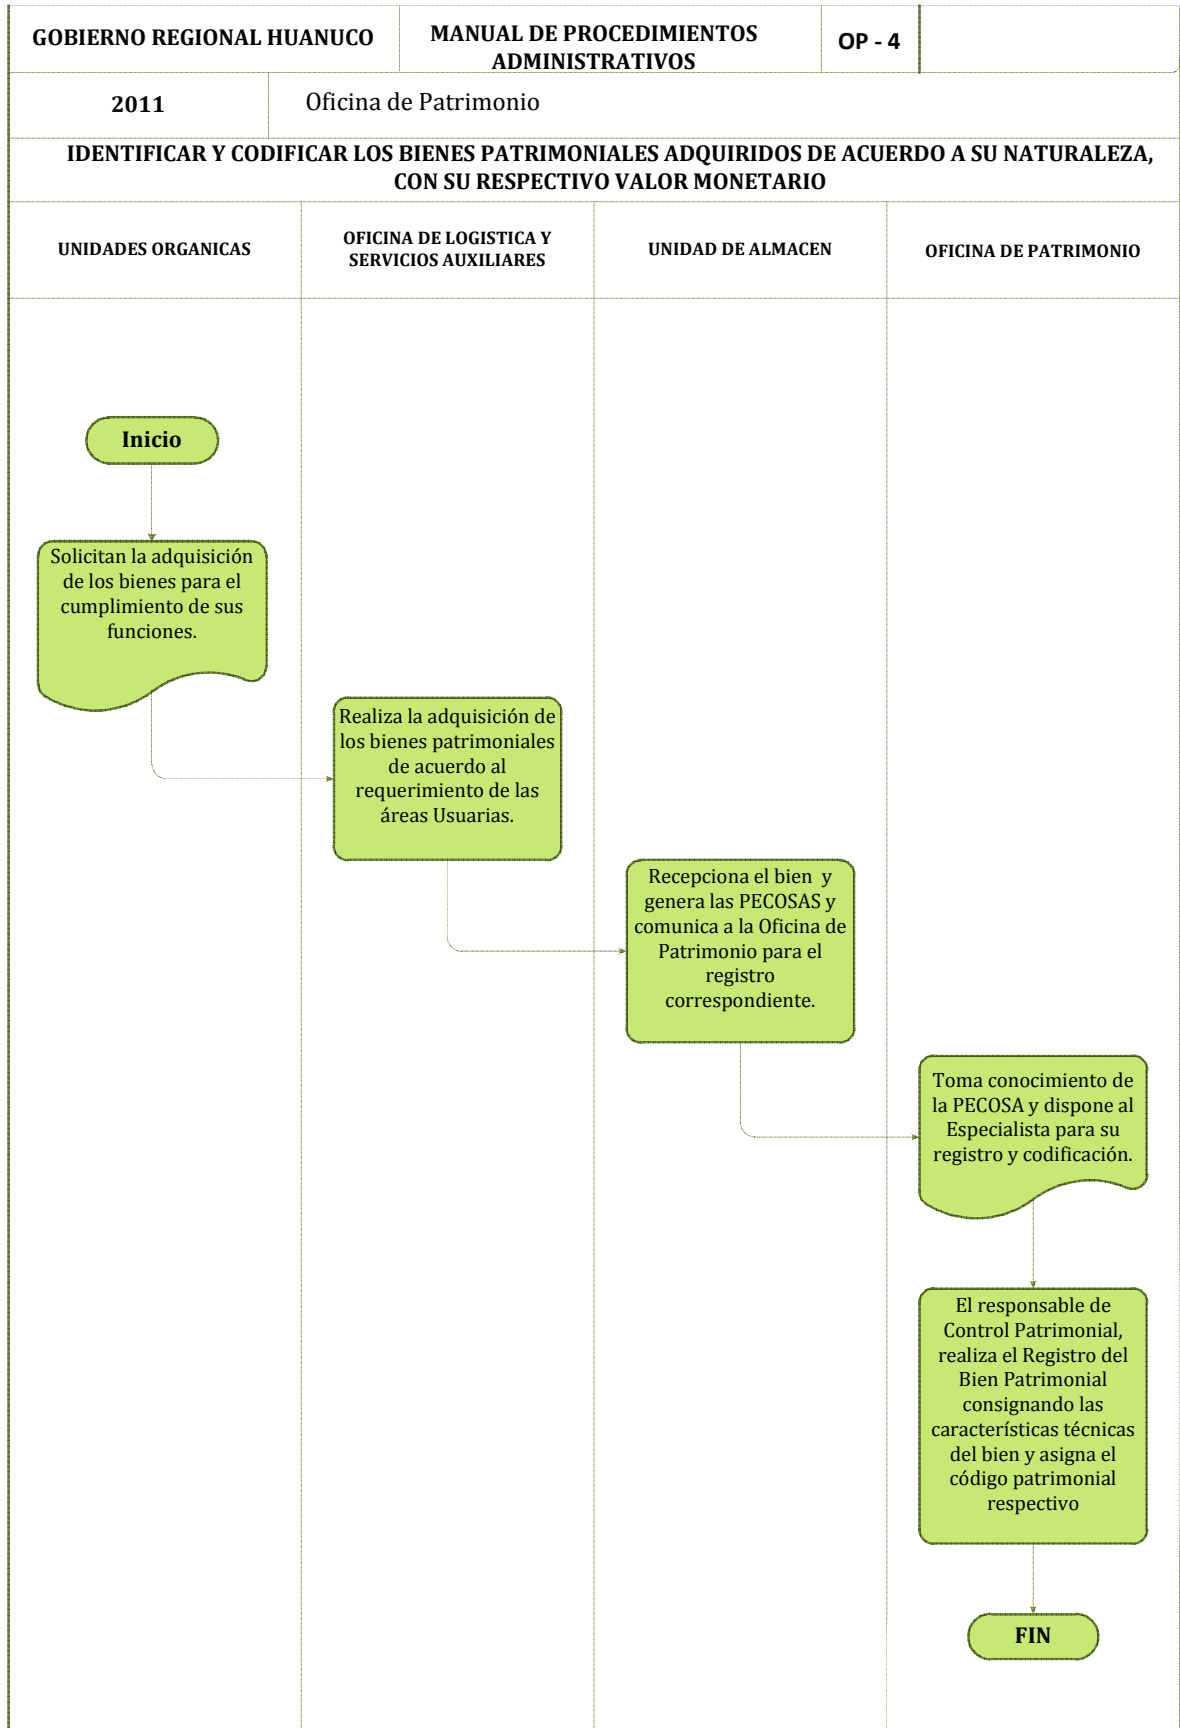 GOBIERNO REGIONAL HUANUCO
MANUAL DE PROCEDIMIENTOS
ADMINISTRATIVOS
OP - 4
2011
Oficina de Patrimonio
IDENTIFICAR Y CODIFICAR LOS BIENES PATRIMONIALES ADQUIRIDOS DE ACUERDO A SU NATURALEZA,
CON SU RESPECTIVO VALOR MONETARIO
UNIDADES ORGANICAS
OFICINA DE LOGISTICA Y
SERVICIOS AUXILIARES
UNIDAD DE ALMACEN
OFICINA DE PATRIMONIO
Inicio
Solicitan la adquisición
de los bienes para el
cumplimiento de sus
funciones.
Realiza la adquisición de
los bienes patrimoniales
de acuerdo al
requerimiento de las
áreas Usuarias.
Recepciona el bien y
genera las PECOSAS y
comunica a la Oficina de
Patrimonio para el
registro
correspondiente.
Toma conocimiento de
la PECOSA y dispone al
Especialista para su
registro y codificación.
El responsable de
Control Patrimonial,
realiza el Registro del
Bien Patrimonial
consignando las
características técnicas
del bien y asigna el
código patrimonial
respectivo
FIN